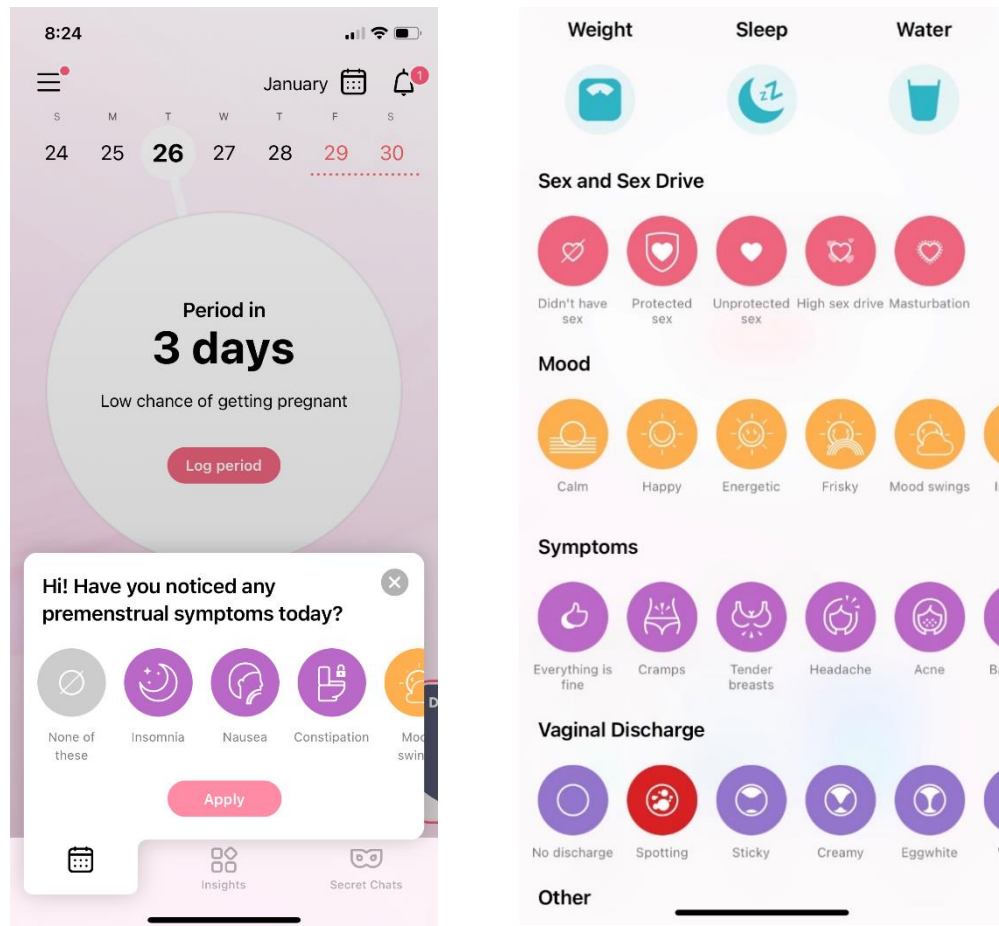 8:24
January
1
S M T W T F S
24 25 26 27 28 29 30
Period in
3 days
Low chance of getting pregnant
Log period
Hi! Have you noticed any
premenstrual symptoms today?
None of
these
Insomnia
Nausea
Constipation
Apply
Insights
Secret Chats
Weight Sleep Water
Sex and Sex Drive
Didn't have
sex
Protected
sex
Unprotected
sex
High sex drive
Masturbation
Mood
Calm
Happy
Energetic
Frisky
Mood swings
Symptoms
Everything is
fine
Cramps
Tender
breasts
Headache
Acne
Vaginal Discharge
No discharge
Spotting
Sticky
Creamy
Eggwhite
Other